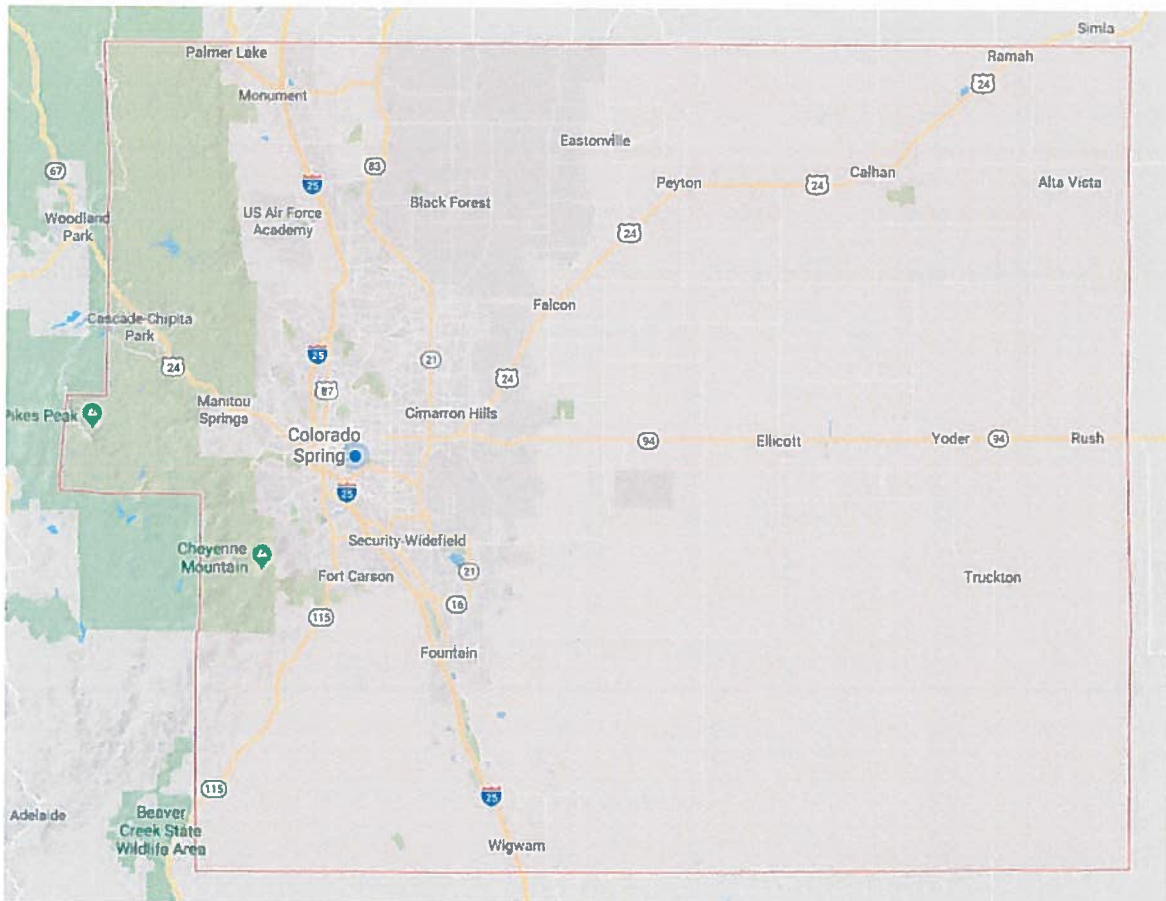 Simla
Palmer Lake
Ramah
24
Monument
Eastonville
67
83
25
Peyton
24
Calhan
Alta Vista
Black Forest
Woodland
Park
US Air Force
Academy
24
Falcon
Cascade-Chipita
Park
25
21
24
24
87
Manitou
Springs
Pikes Peak
Cimarron Hills
Colorado
Spring
94
Ellicott
Yoder
94
Rush
25
Security-Widefield
Cheyenne
Mountain
Fort Carson
21
Truckton
16
115
Fountain
115
25
Adelaide
Beaver
Creek State
Wildlife Area
Wigwam